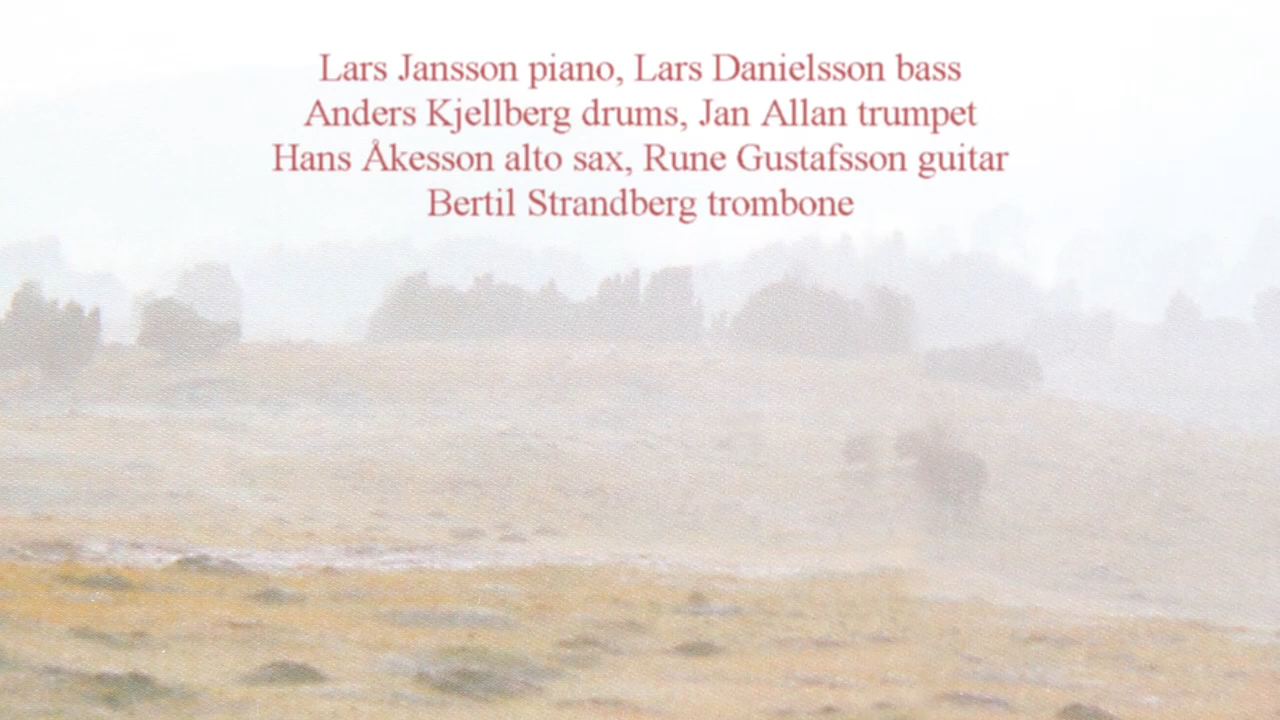 Lars Jansson piano, Lars Danielsson bass
Anders Kjellberg drums, Jan Allan trumpet
Hans Åkesson alto sax, Rune Gustafsson guitar
Bertil Strandberg trombone